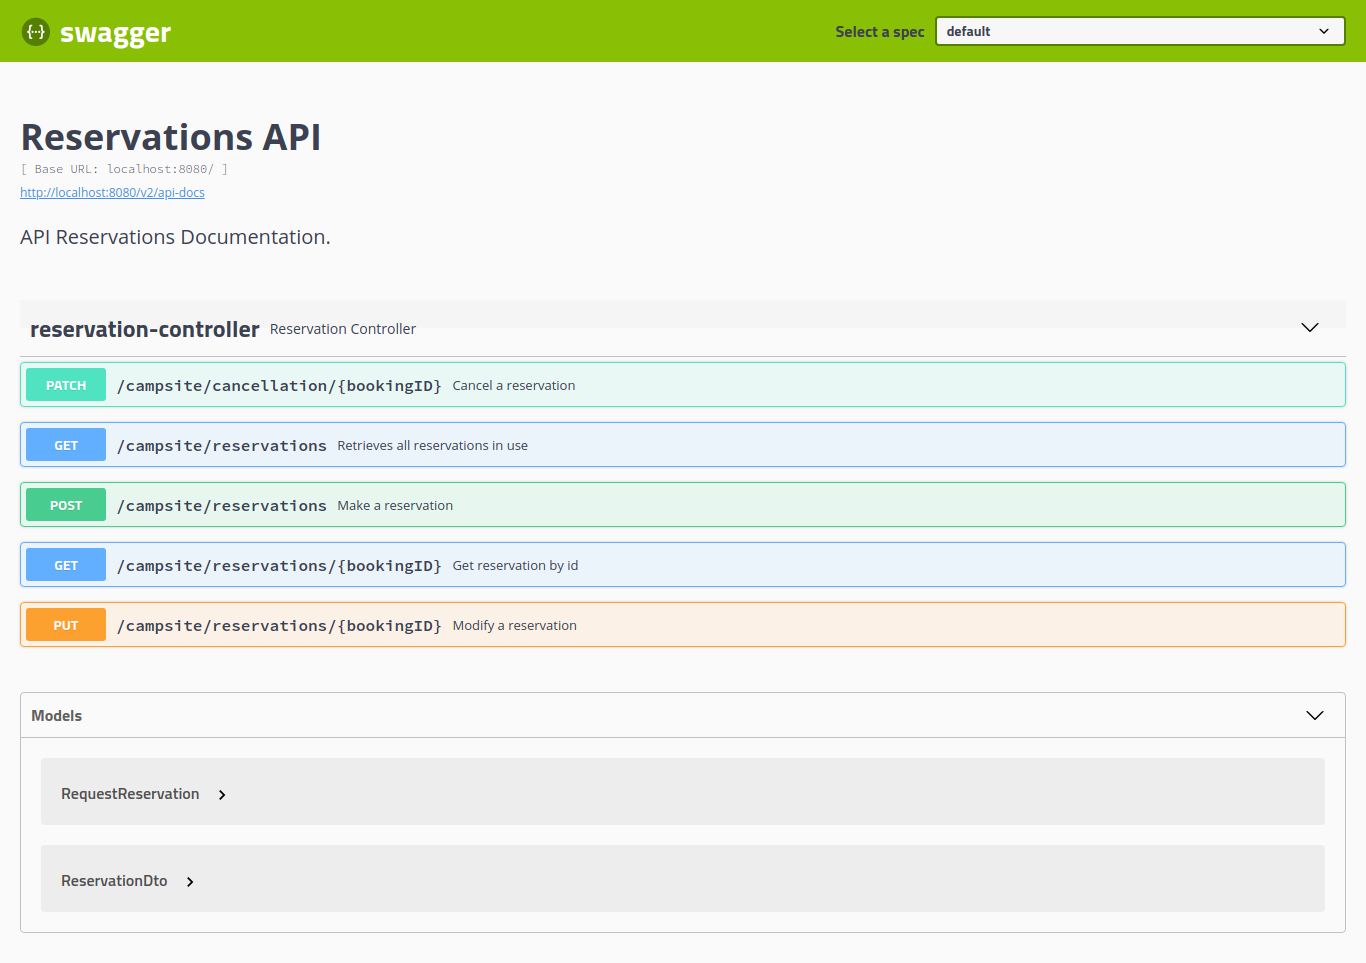 {···} swagger
Select a spec default
Reservations API
[ Base URL: localhost:8080/ ]
http://localhost:8080/v2/api-docs
API Reservations Documentation.
reservation-controller Reservation Controller
PATCH /campsite/cancellation/{bookingID} Cancel a reservation
GET /campsite/reservations Retrieves all reservations in use
POST /campsite/reservations Make a reservation
GET /campsite/reservations/{bookingID} Get reservation by id
PUT /campsite/reservations/{bookingID} Modify a reservation
Models
RequestReservation
ReservationDto